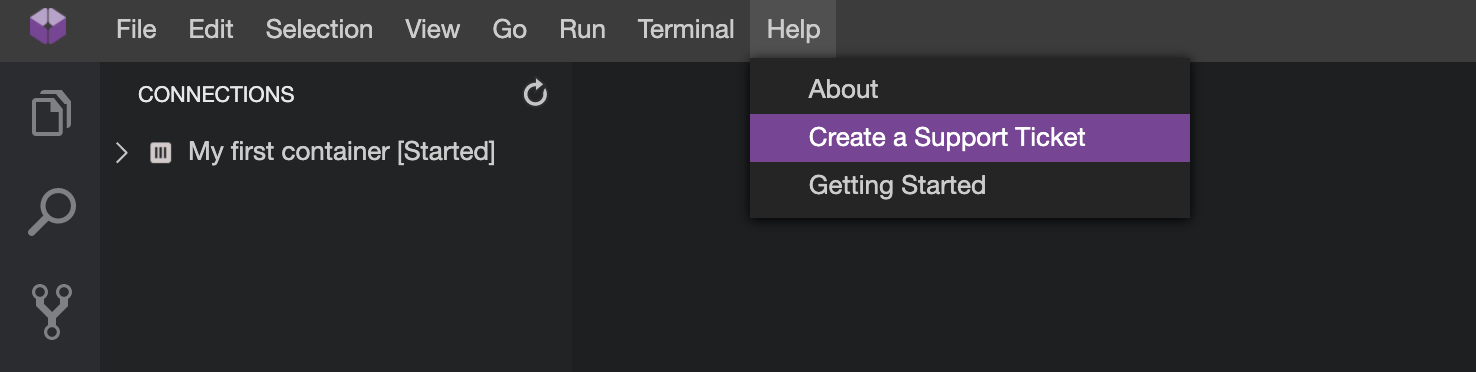 File Edit Selection View Go Run Terminal Help
CONNECTIONS
My first container [Started]
About
Create a Support Ticket
Getting Started